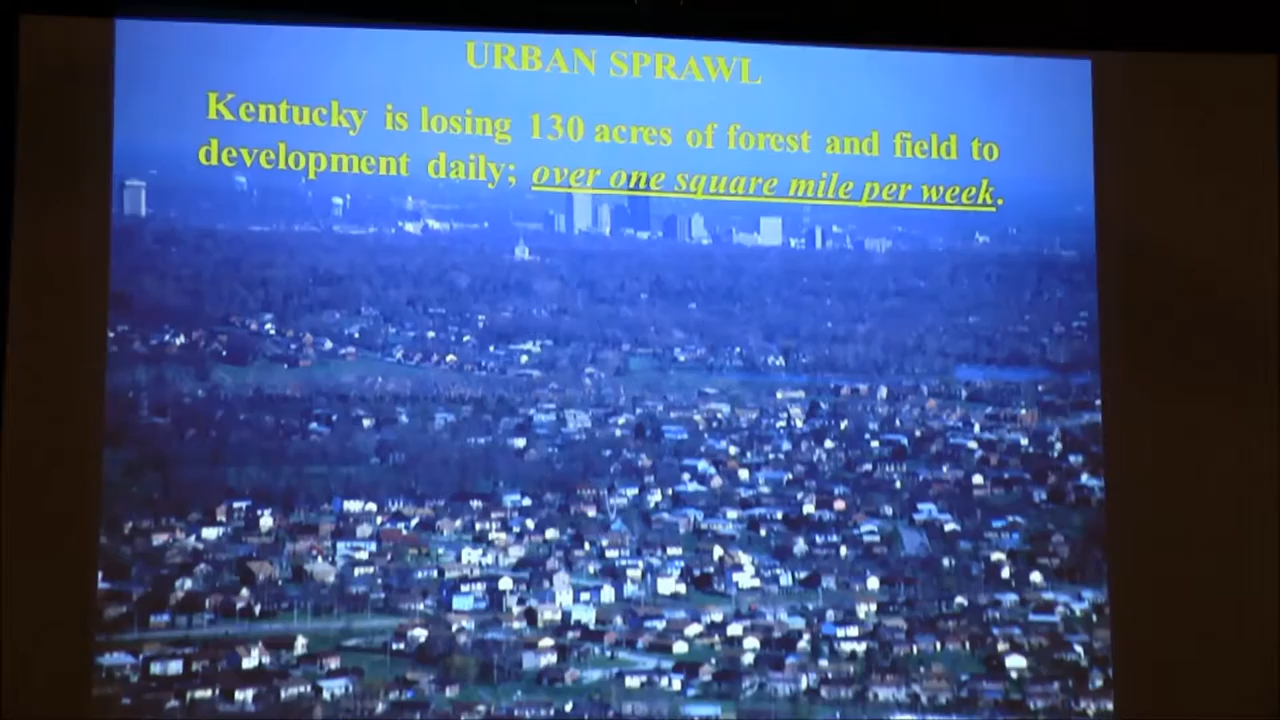 URBAN SPRAWL
Kentucky is losing 130 acres of forest and field to
development daily; over one square mile per week.